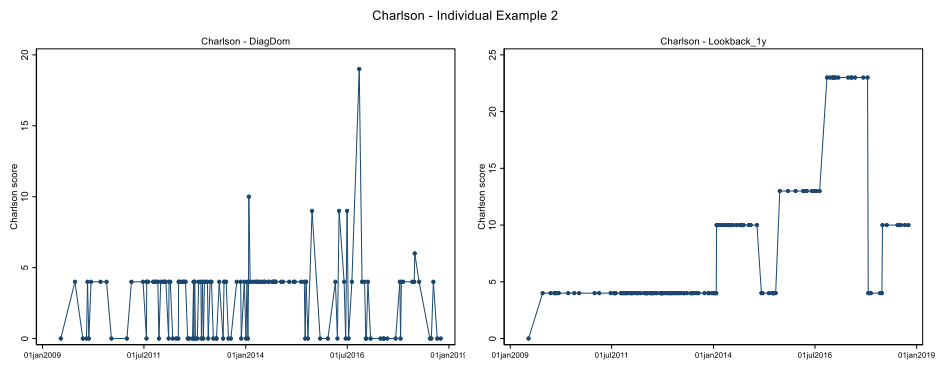 Charlson - Individual Example 2
Charlson - DiagDom
Charlson score
20
15
10
5
0
01jan2009
01jul2011
01jan2014
01jul2016
01jan2019
Charlson - Lookback_1y
Charlson score
25
20
15
10
5
0
01jan2009
01jul2011
01jan2014
01jul2016
01jan2019